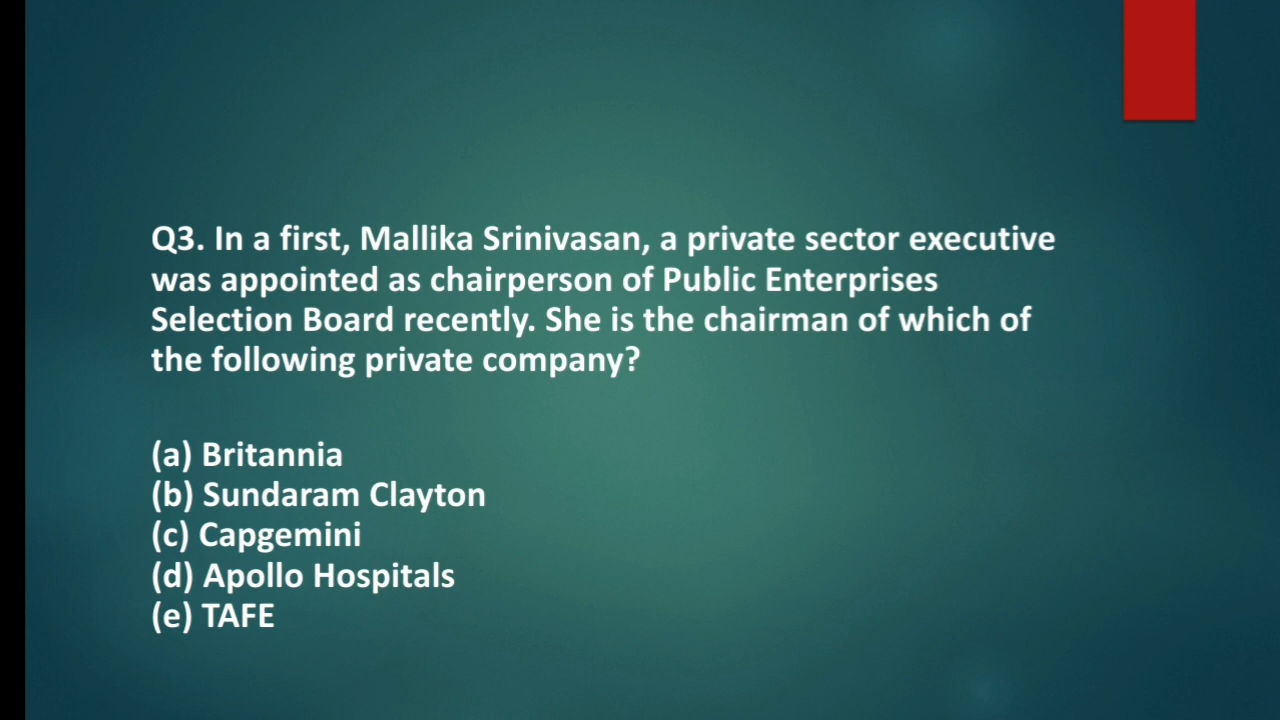 Q3. In a first, Mallika Srinivasan, a private sector executive
was appointed as chairperson of Public Enterprises
Selection Board recently. She is the chairman of which of
the following private company?
(a) Britannia
(b) Sundaram Clayton
(c) Capgemini
(d) Apollo Hospitals
(e) TAFE